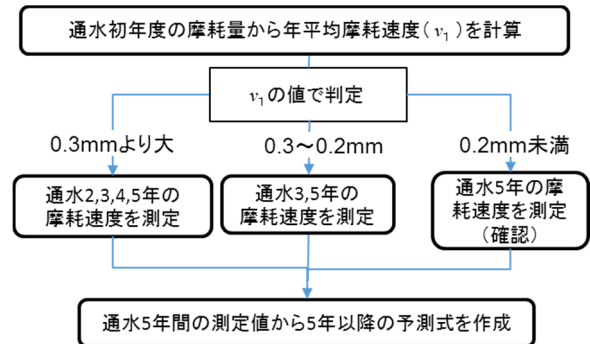 通水初年度の摩耗量から年平均摩耗速度(v₁)を計算
v₁の値で判定
0.3mmより大
0.3～0.2mm
0.2mm未満
通水2,3,4,5年の
摩耗速度を測定
通水3,5年の
摩耗速度を測定
通水5年の摩
耗速度を測定
(確認)
通水5年間の測定値から5年以降の予測式を作成